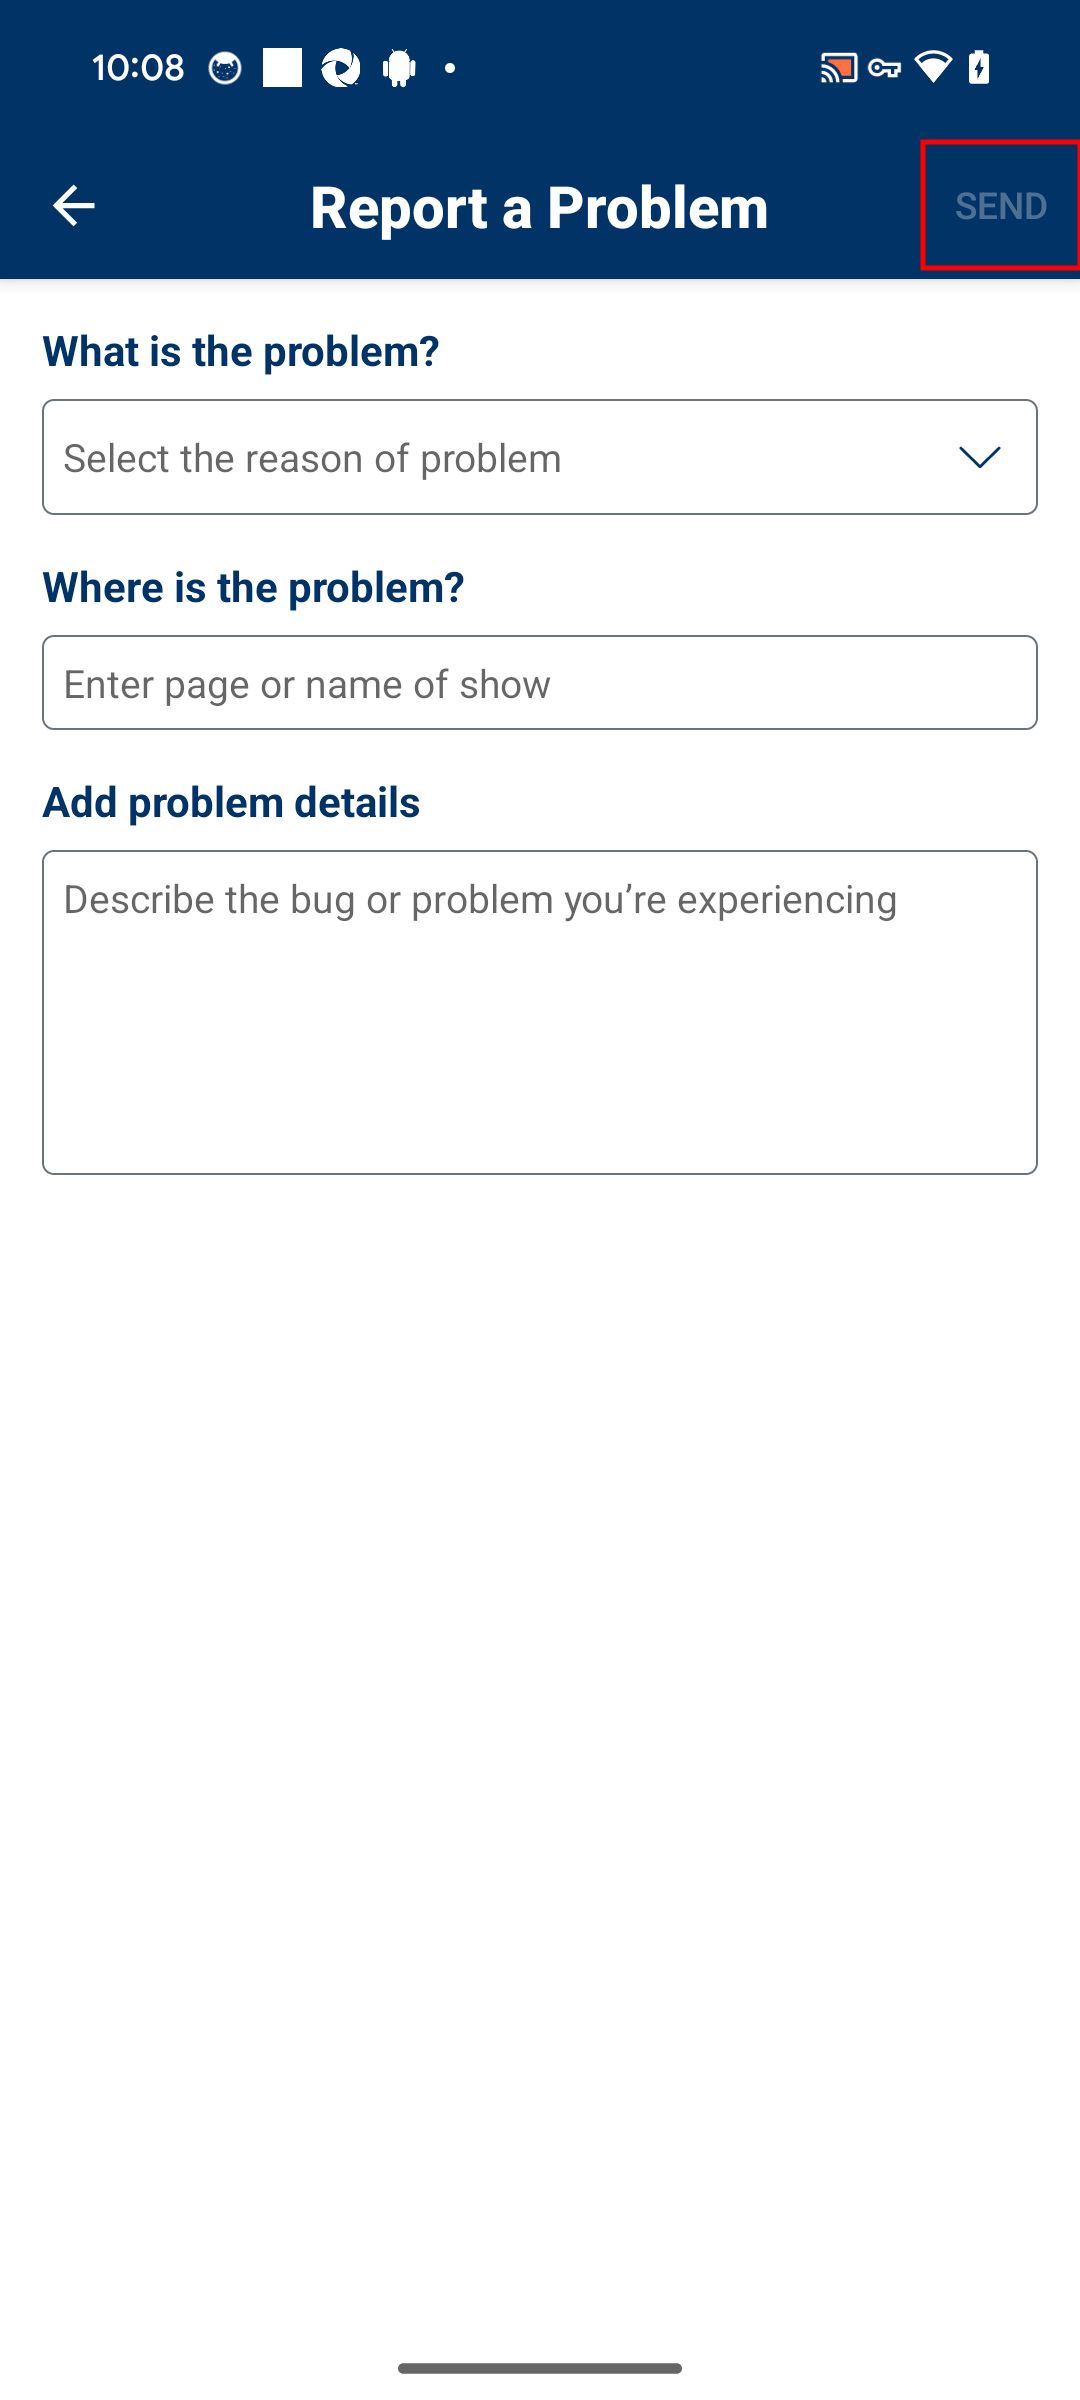 10:08
Report a Problem
SEND
What is the problem?
Select the reason of problem
Where is the problem?
Enter page or name of show
Add problem details
Describe the bug or problem you’re experiencing